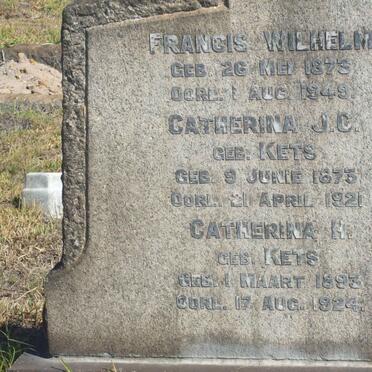 FRANCIS WILHELM
GEB. 26 MEI 1873
OORL. 1 AUG. 1949.
CATHERINA J.C.
GEB. KETS
GEB. 9 JUNIE 1873
OORL. 21 APRIL 1921
CATHERINA H.
GEB. KETS
GEB. 1 MAART 1893
OORL. 17 AUG. 1924.